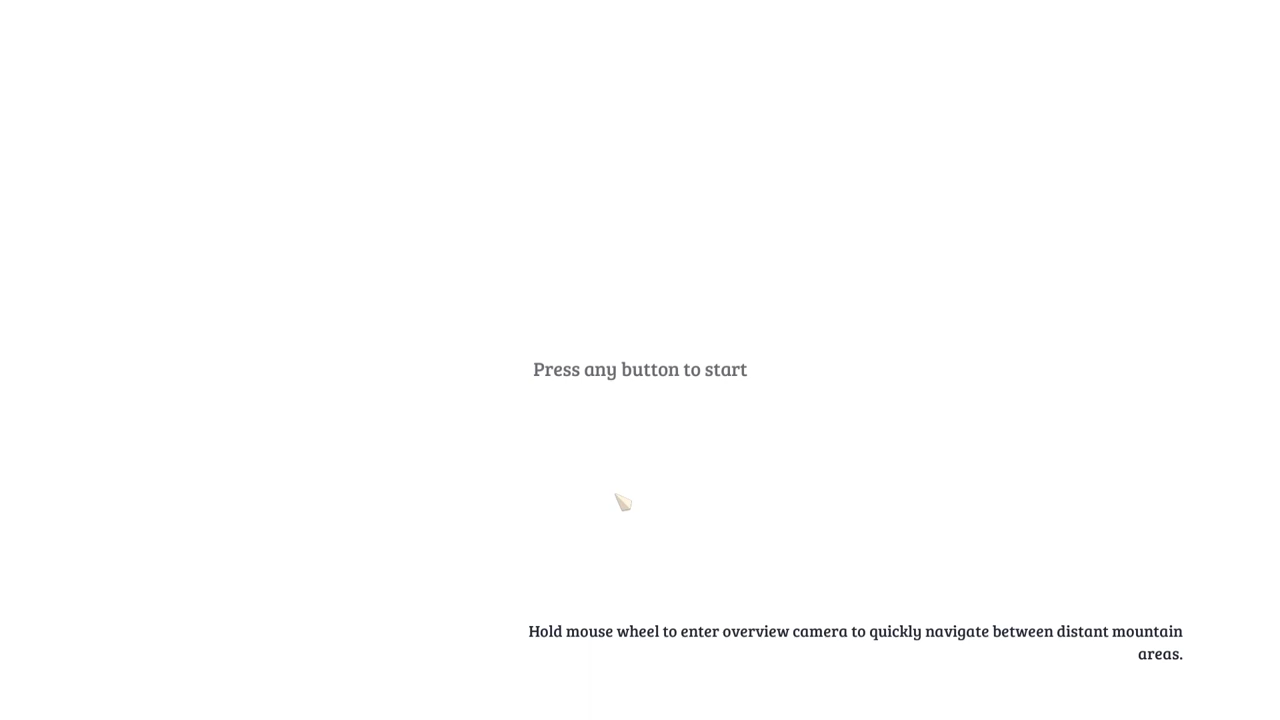 Press any button to start
Hold mouse wheel to enter overview camera to quickly navigate between distant mountain
areas.